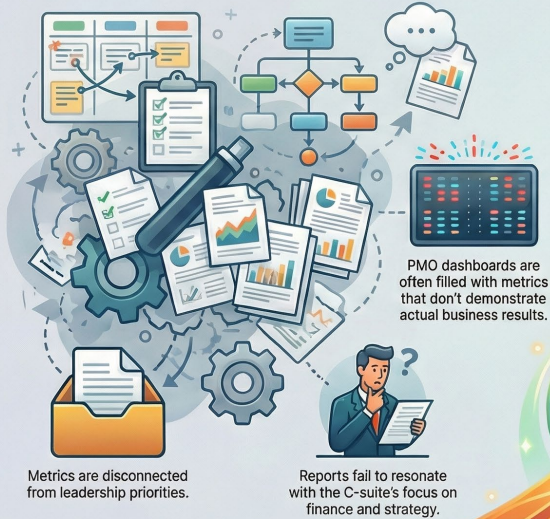 PMO dashboards are
often filled with metrics
that don't demonstrate
actual business results.
Metrics are disconnected
from leadership priorities.
Reports fail to resonate
with the C-suite's focus on
finance and strategy.